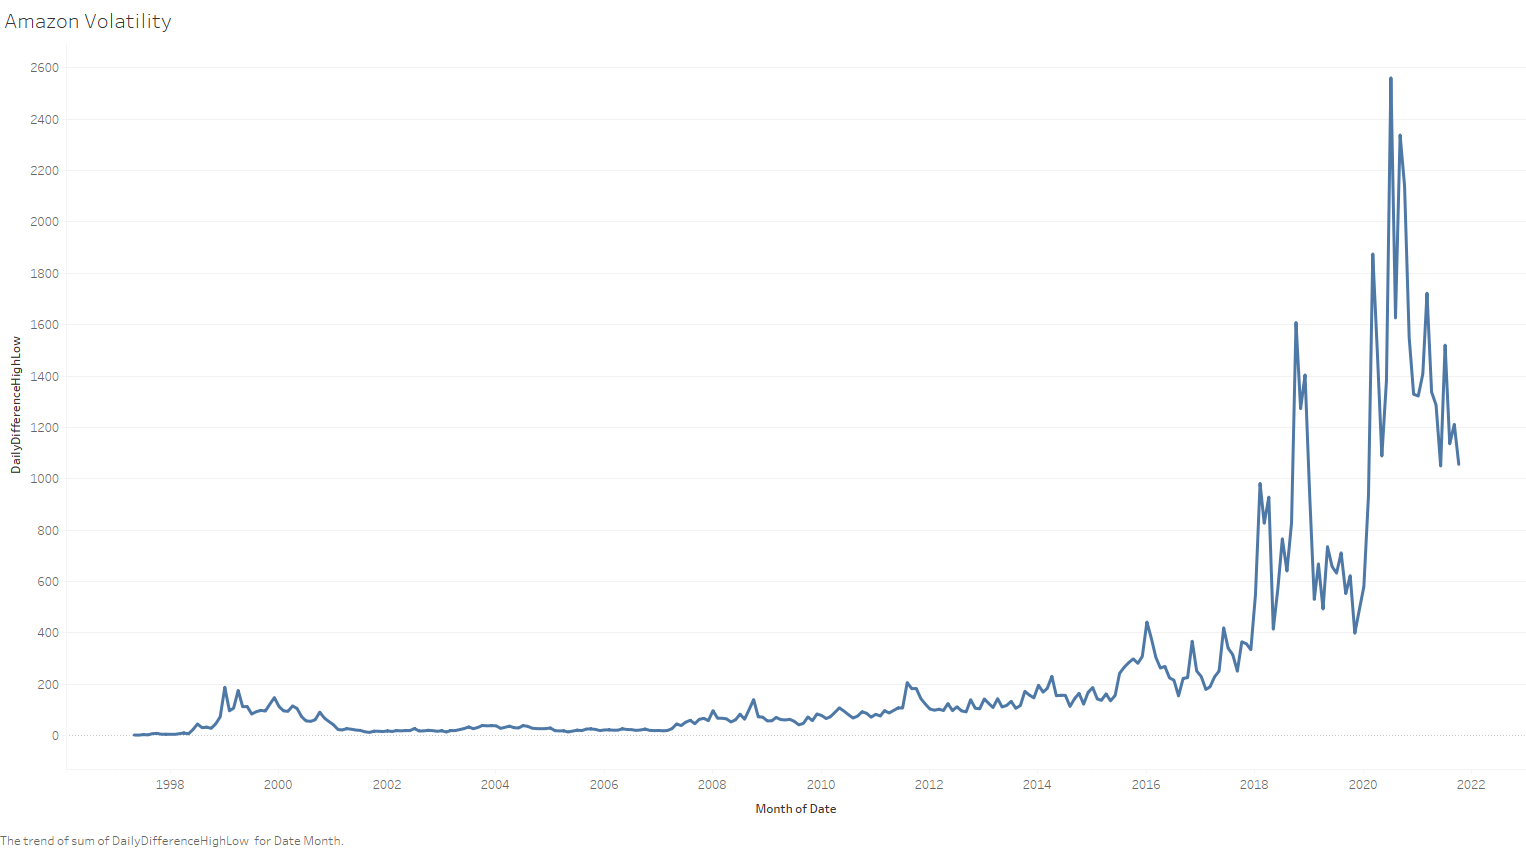 Amazon Volatility
2600
2400
2200
2000
1800
1600
1400
1200
1000
800
600
400
200
0
DailyDifferenceHighLow
1998 2000 2002 2004 2006 2008 2010 2012 2014 2016 2018 2020 2022
Month of Date
The trend of sum of DailyDifferenceHighLow for Date Month.